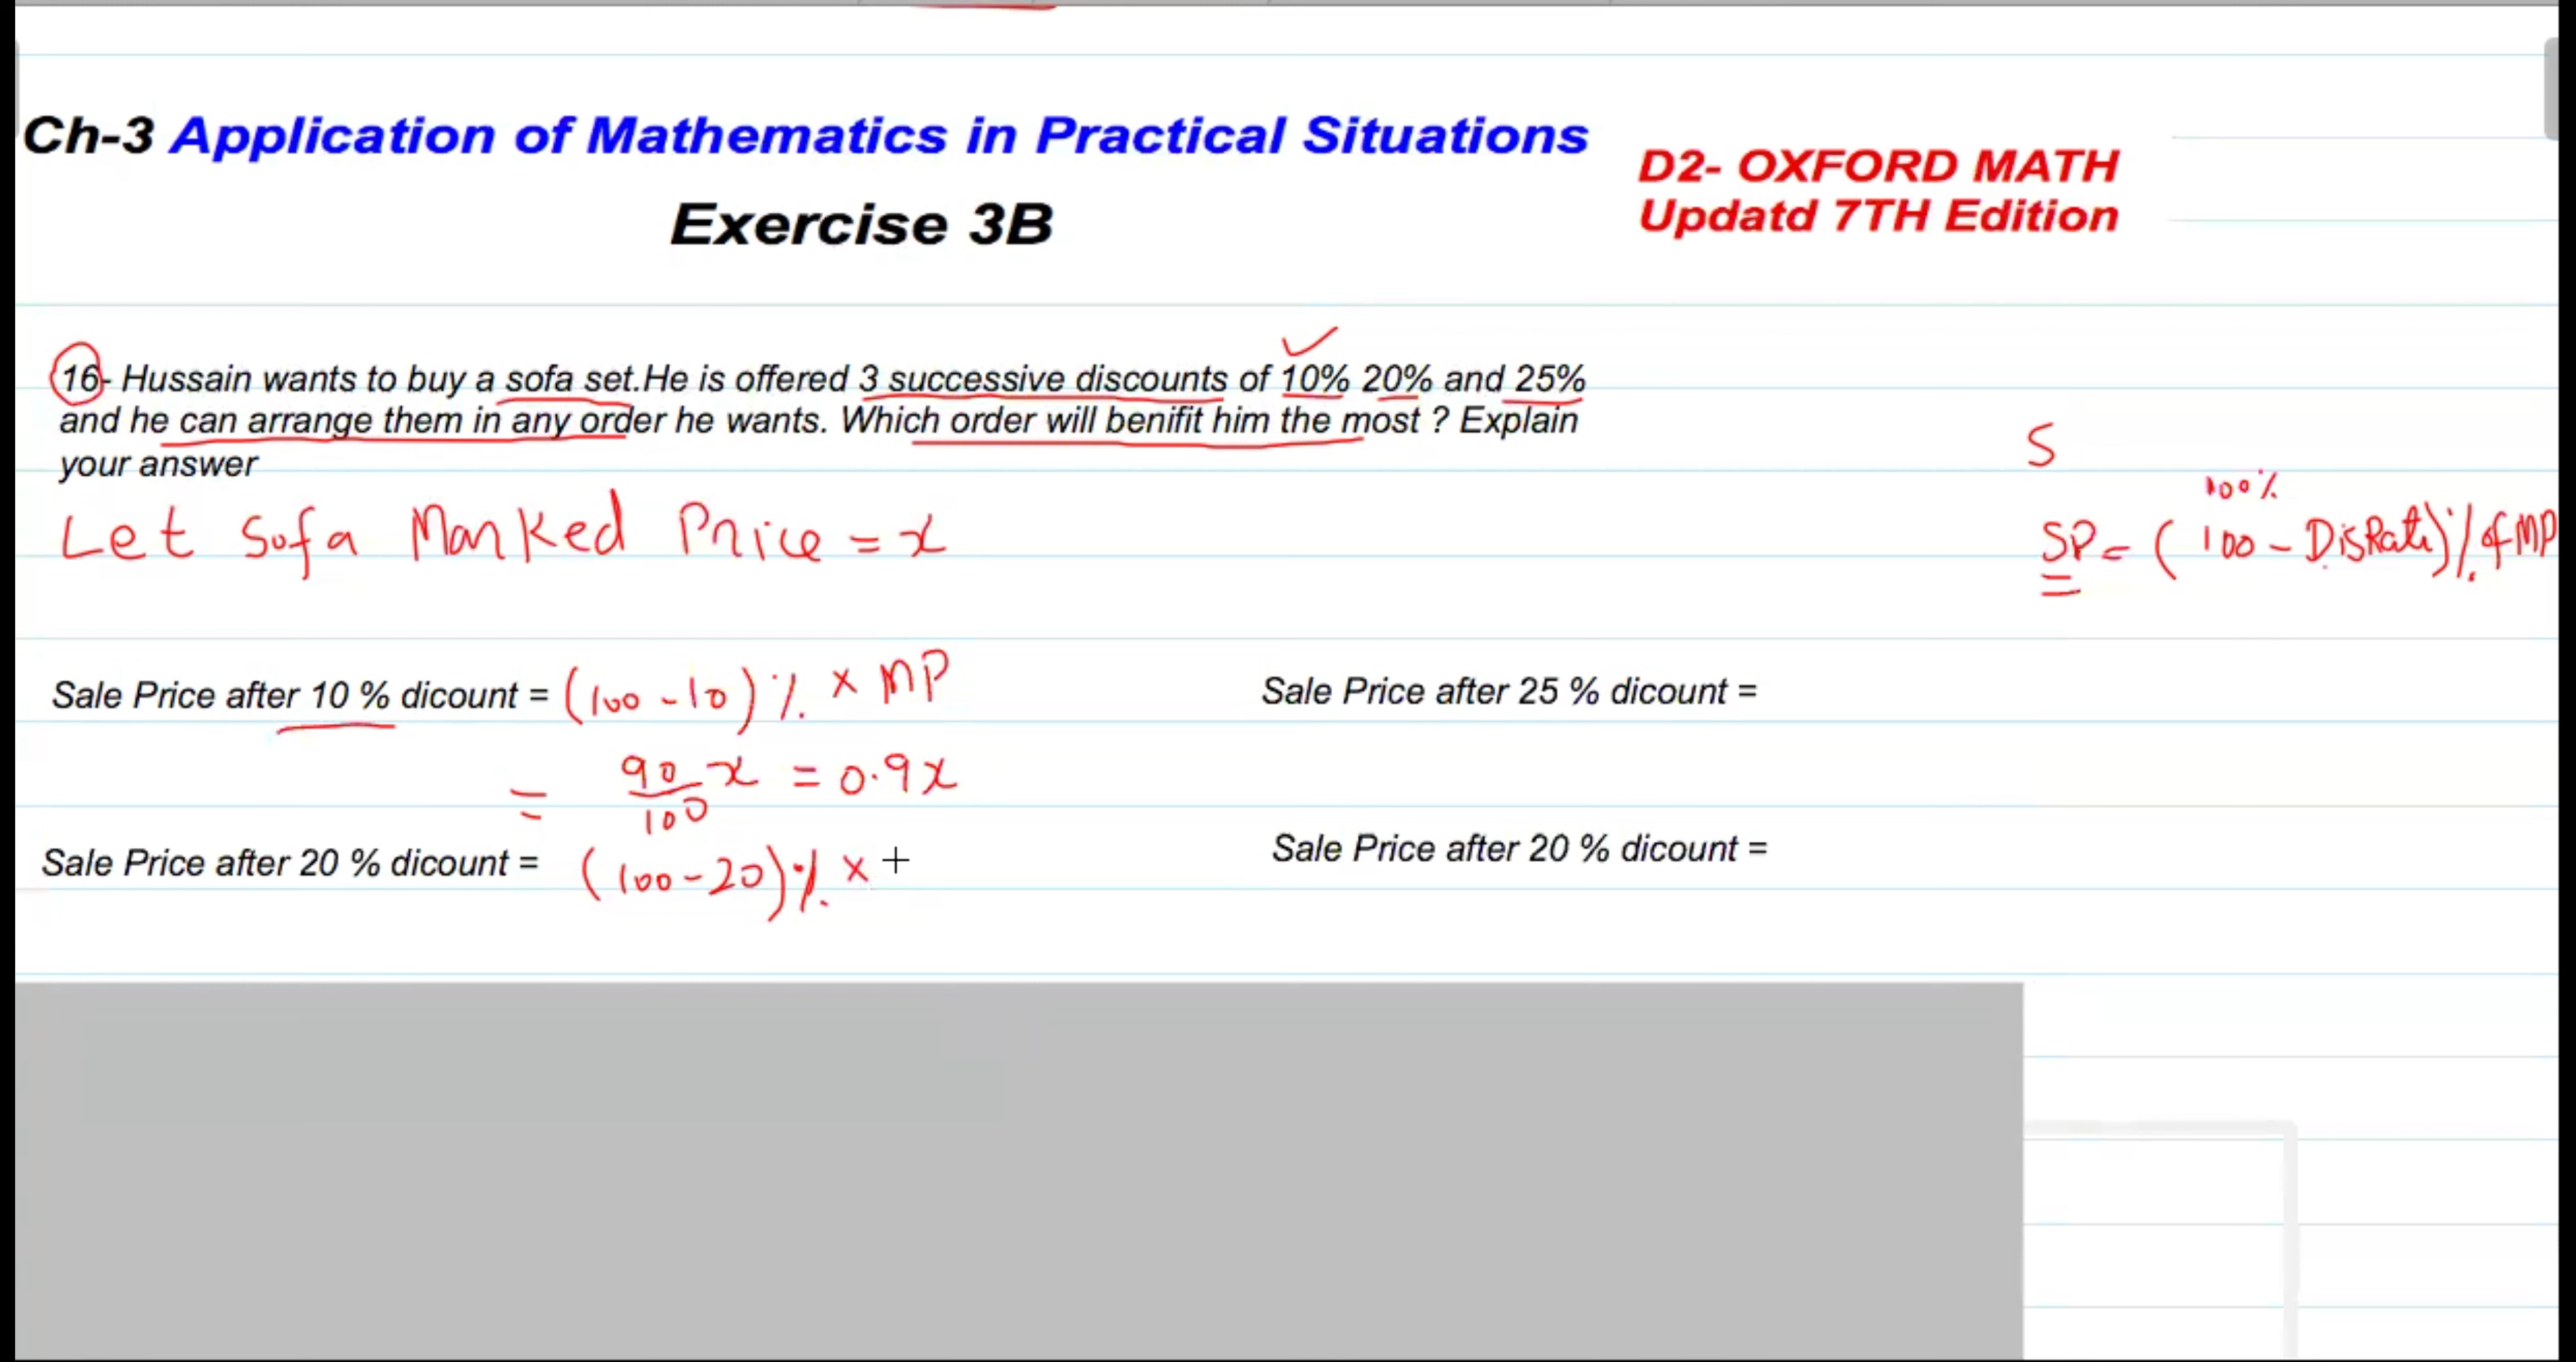 Ch-3 Application of Mathematics in Practical Situations
D2- OXFORD MATH
Updatd 7TH Edition
Exercise 3B
16- Hussain wants to buy a sofa set.He is offered 3 successive discounts of 10% 20% and 25%
and he can arrange them in any order he wants. Which order will benifit him the most ? Explain
your answer
S
100%
Let Sofa Marked Price = x
SP = ( 100 - DisRate)% of MP
Sale Price after 10 % dicount = (100 - 10) % × MP
Sale Price after 25 % dicount =
= 90/100 x = 0.9x
Sale Price after 20 % dicount = (100-20)% ×
Sale Price after 20 % dicount =